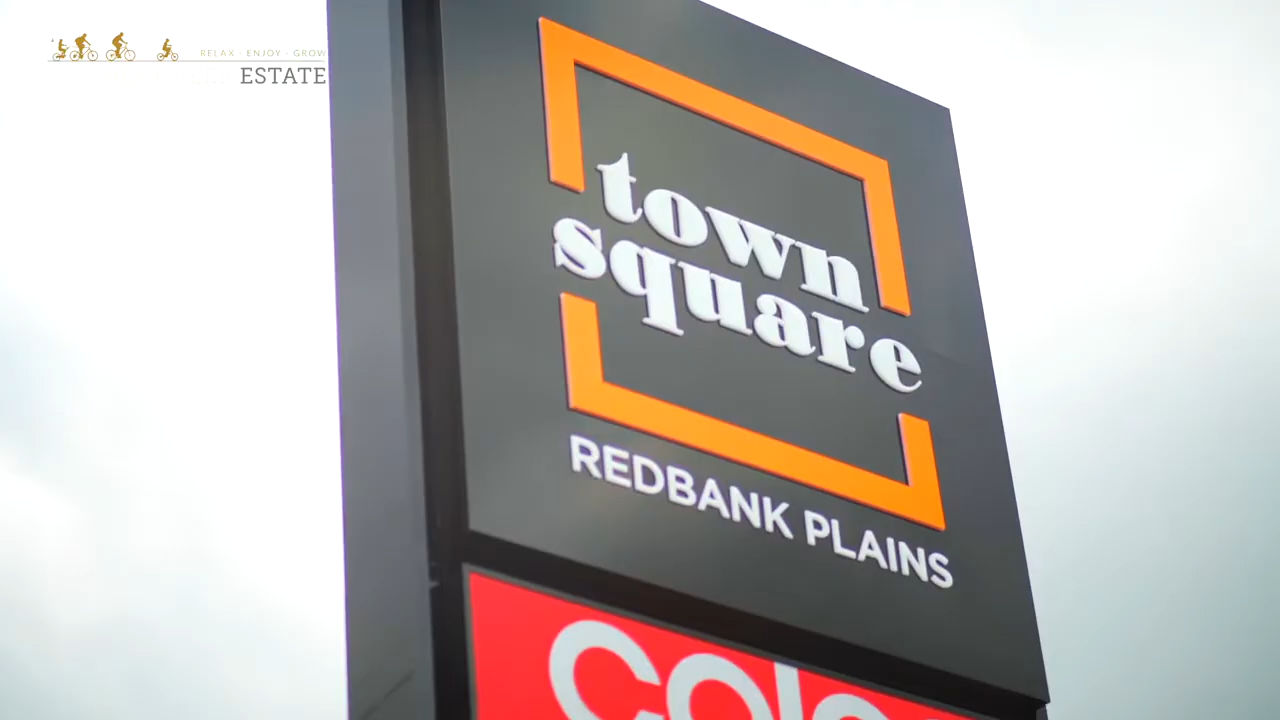 RELAX · ENJOY · GROW
ESTATE
town
square
REDBANK PLAINS